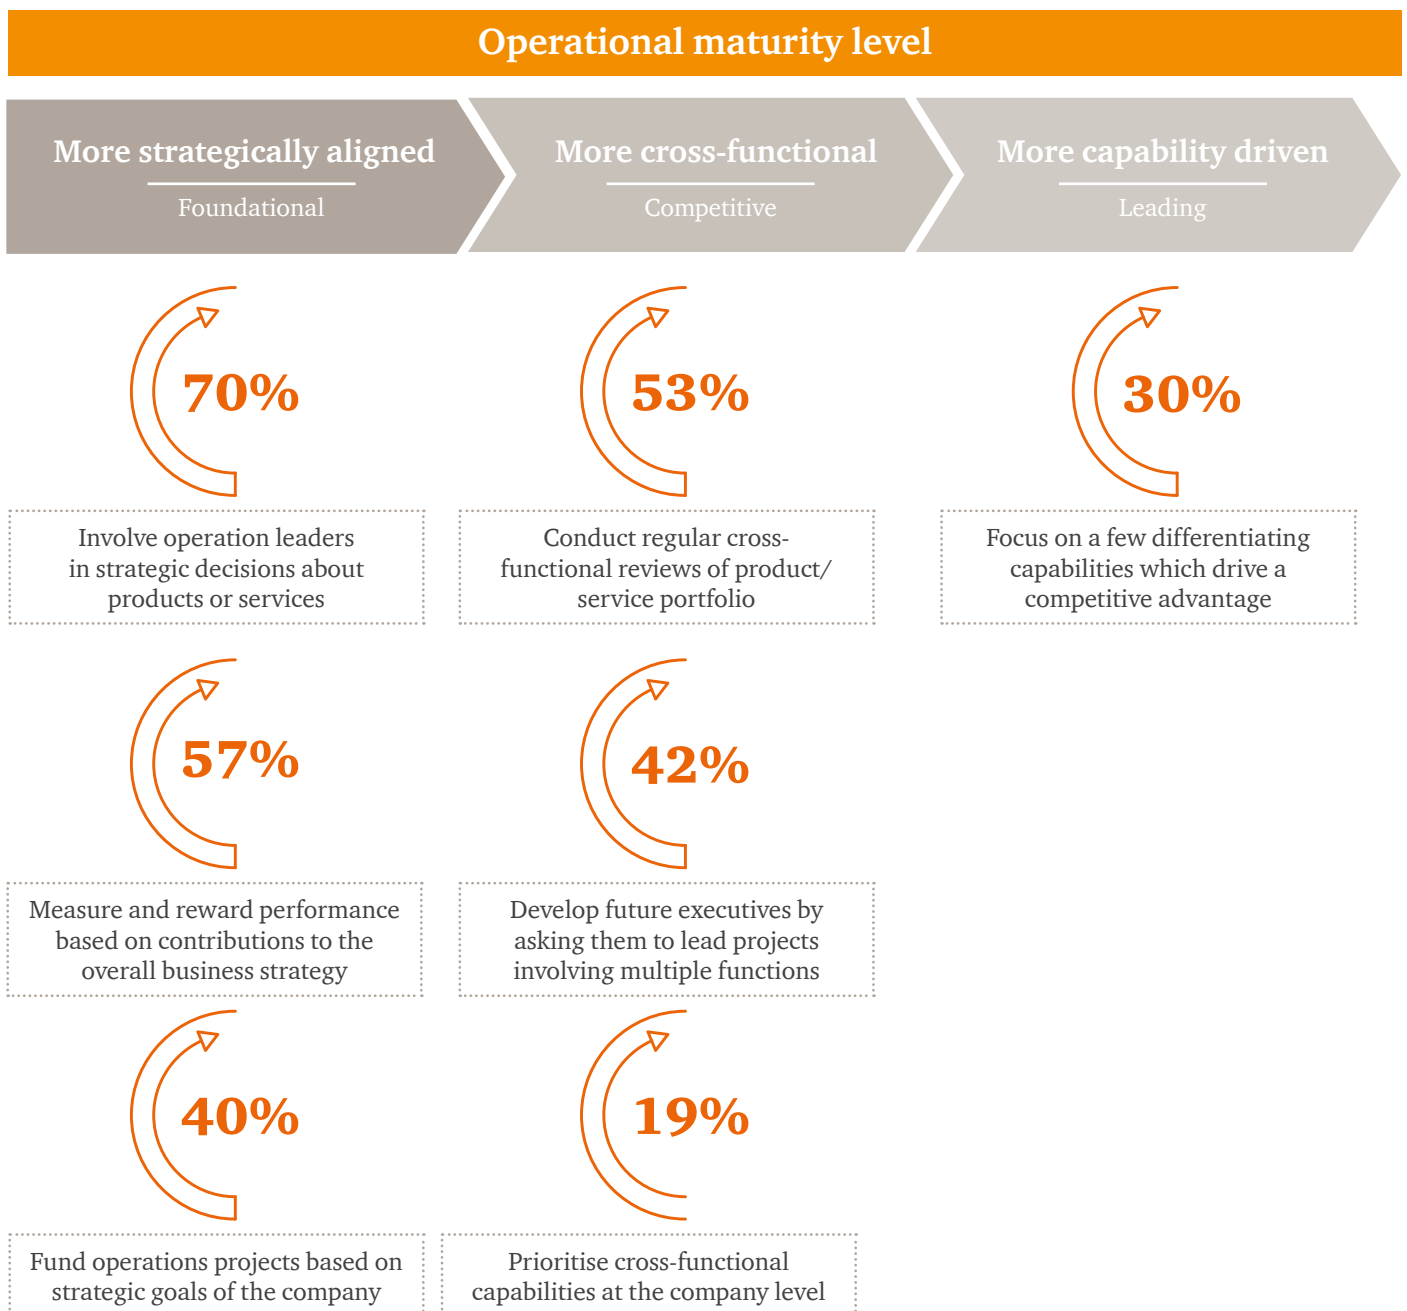 Operational maturity level
More strategically aligned
Foundational
More cross-functional
Competitive
More capability driven
Leading
70%
Involve operation leaders
in strategic decisions about
products or services
53%
Conduct regular cross-
functional reviews of product/
service portfolio
30%
Focus on a few differentiating
capabilities which drive a
competitive advantage
57%
Measure and reward performance
based on contributions to the
overall business strategy
42%
Develop future executives by
asking them to lead projects
involving multiple functions
40%
Fund operations projects based on
strategic goals of the company
19%
Prioritise cross-functional
capabilities at the company level